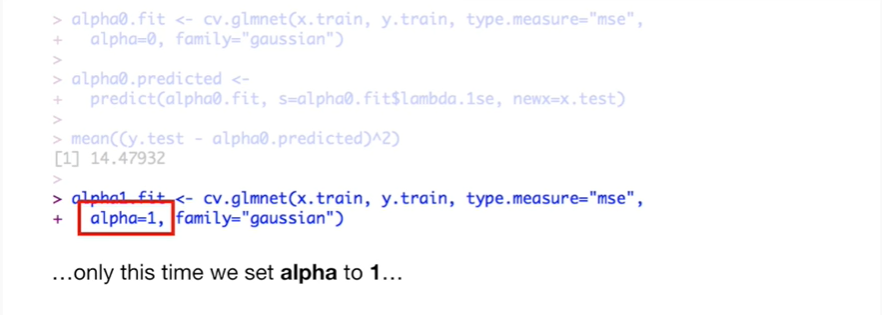 > alpha0.fit <- cv.glmnet(x.train, y.train, type.measure="mse",
+   alpha=0, family="gaussian")
>
> alpha0.predicted <-
+   predict(alpha0.fit, s=alpha0.fit$lambda.1se, newx=x.test)
>
> mean((y.test - alpha0.predicted)^2)
[1] 14.47932
>
> alpha1.fit <- cv.glmnet(x.train, y.train, type.measure="mse",
+   alpha=1, family="gaussian")
...only this time we set alpha to 1...